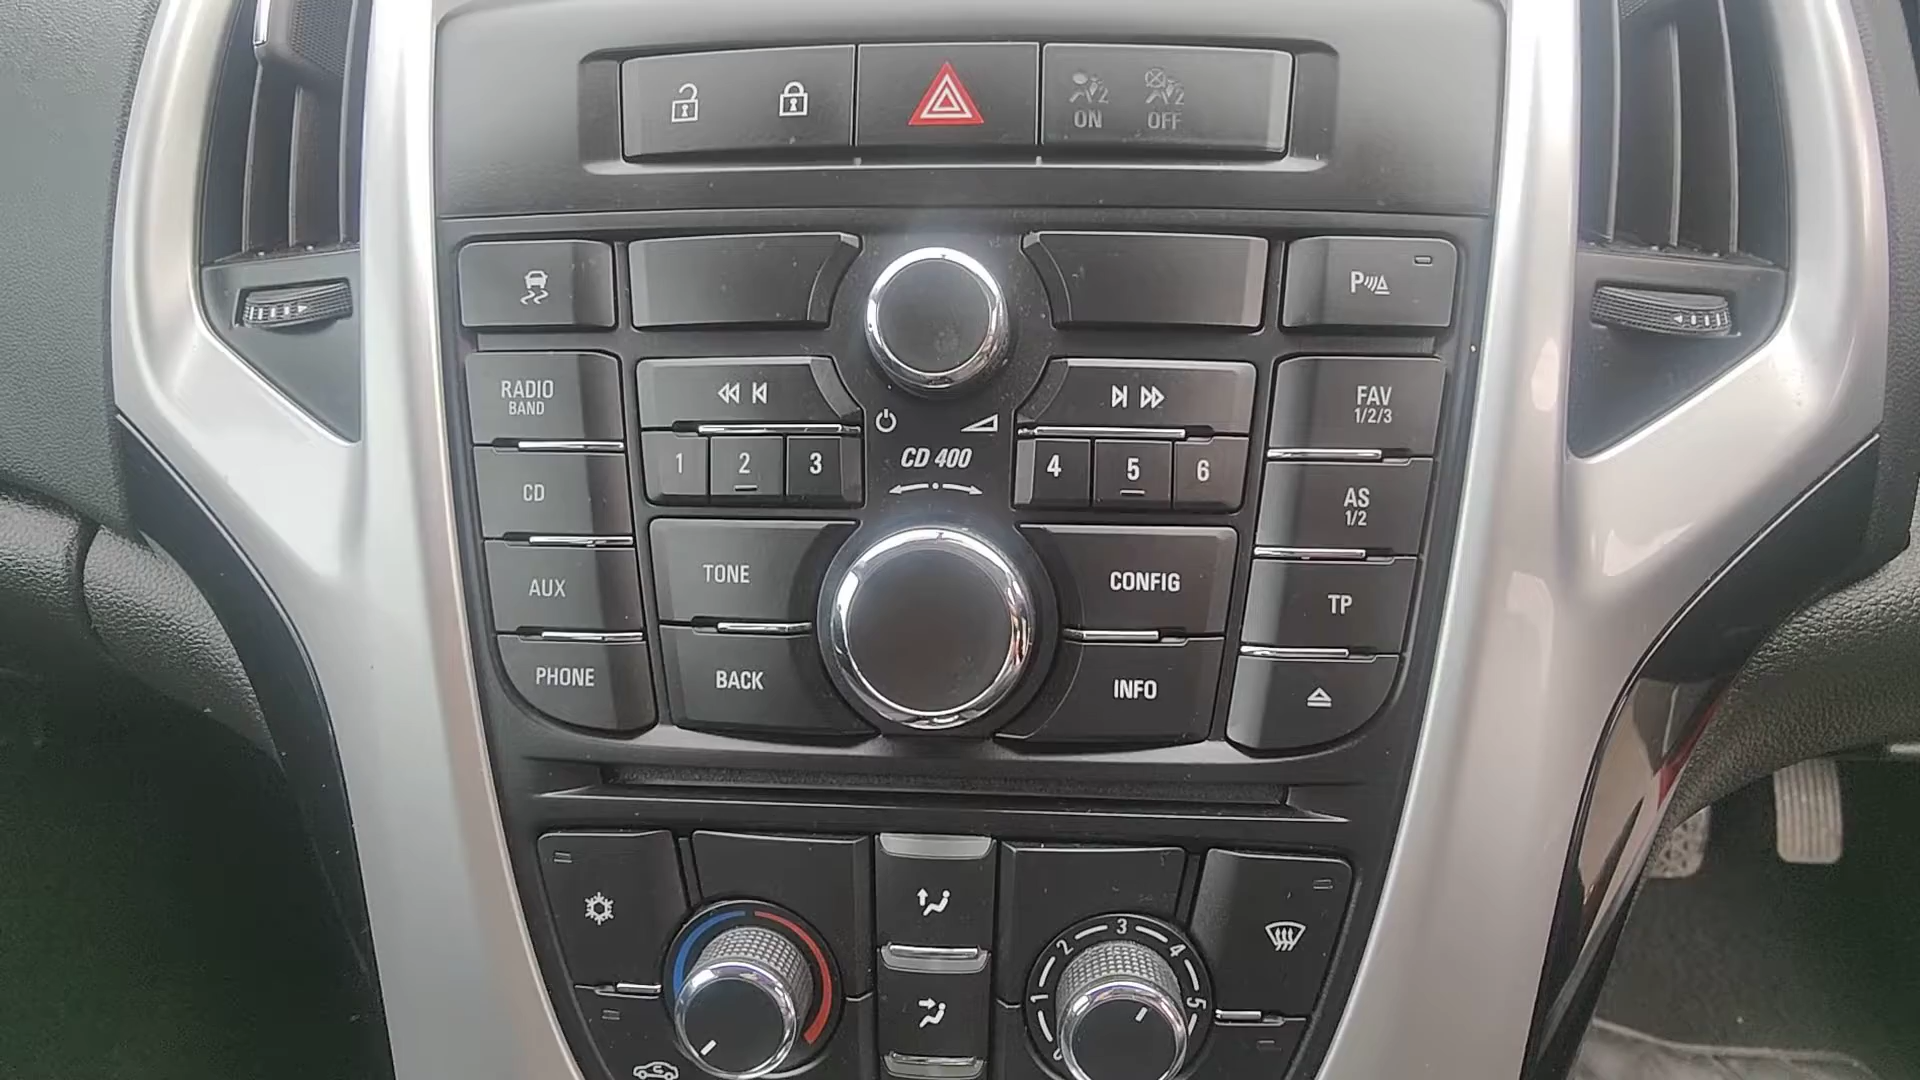 ON OFF
RADIO
BAND
FAV
1/2/3
CD 400
1 2 3 4 5 6
CD
AS
1/2
AUX
TONE
CONFIG
TP
PHONE
BACK
INFO
1 2 3 4 5